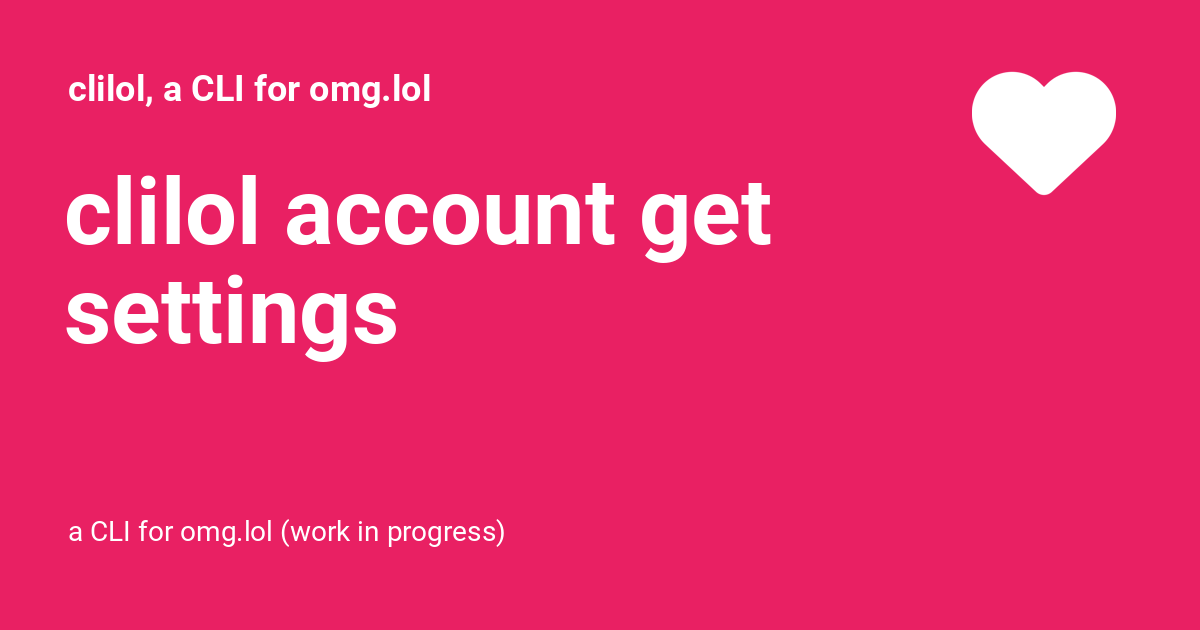 clilol, a CLI for omg.lol
clilol account get
settings
a CLI for omg.lol (work in progress)